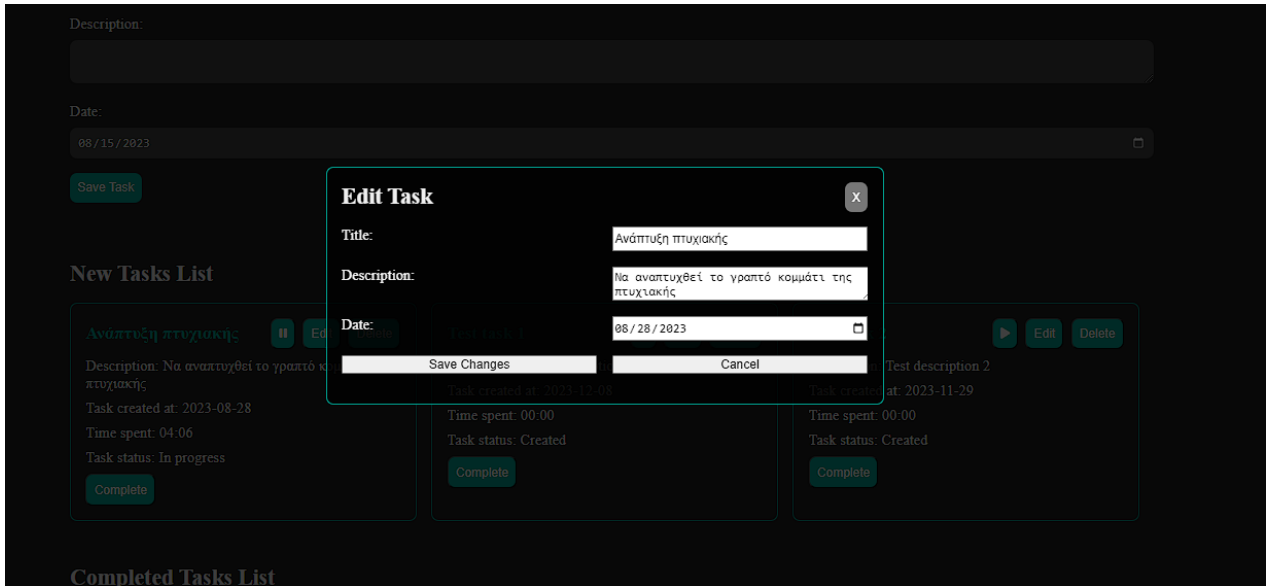 Description:
Date:
08/15/2023
Save Task
Edit Task
X
Title:
Ανάπτυξη πτυχιακής
Description:
Να αναπτυχθεί το γραπτό κομμάτι της
πτυχιακής
Date:
08/28/2023
Save Changes
Cancel
New Tasks List
Ανάπτυξη πτυχιακής
Edit
Delete
Description: Να αναπτυχθεί το γραπτό
πτυχιακής
Task created at: 2023-08-28
Time spent: 04:06
Task status: In progress
Complete
Test Task 1
Task created at: 2023-12-08
Time spent: 00:00
Task status: Created
Complete
2
Edit
Delete
Test description 2
Task created at: 2023-11-29
Time spent: 00:00
Task status: Created
Complete
Completed Tasks List